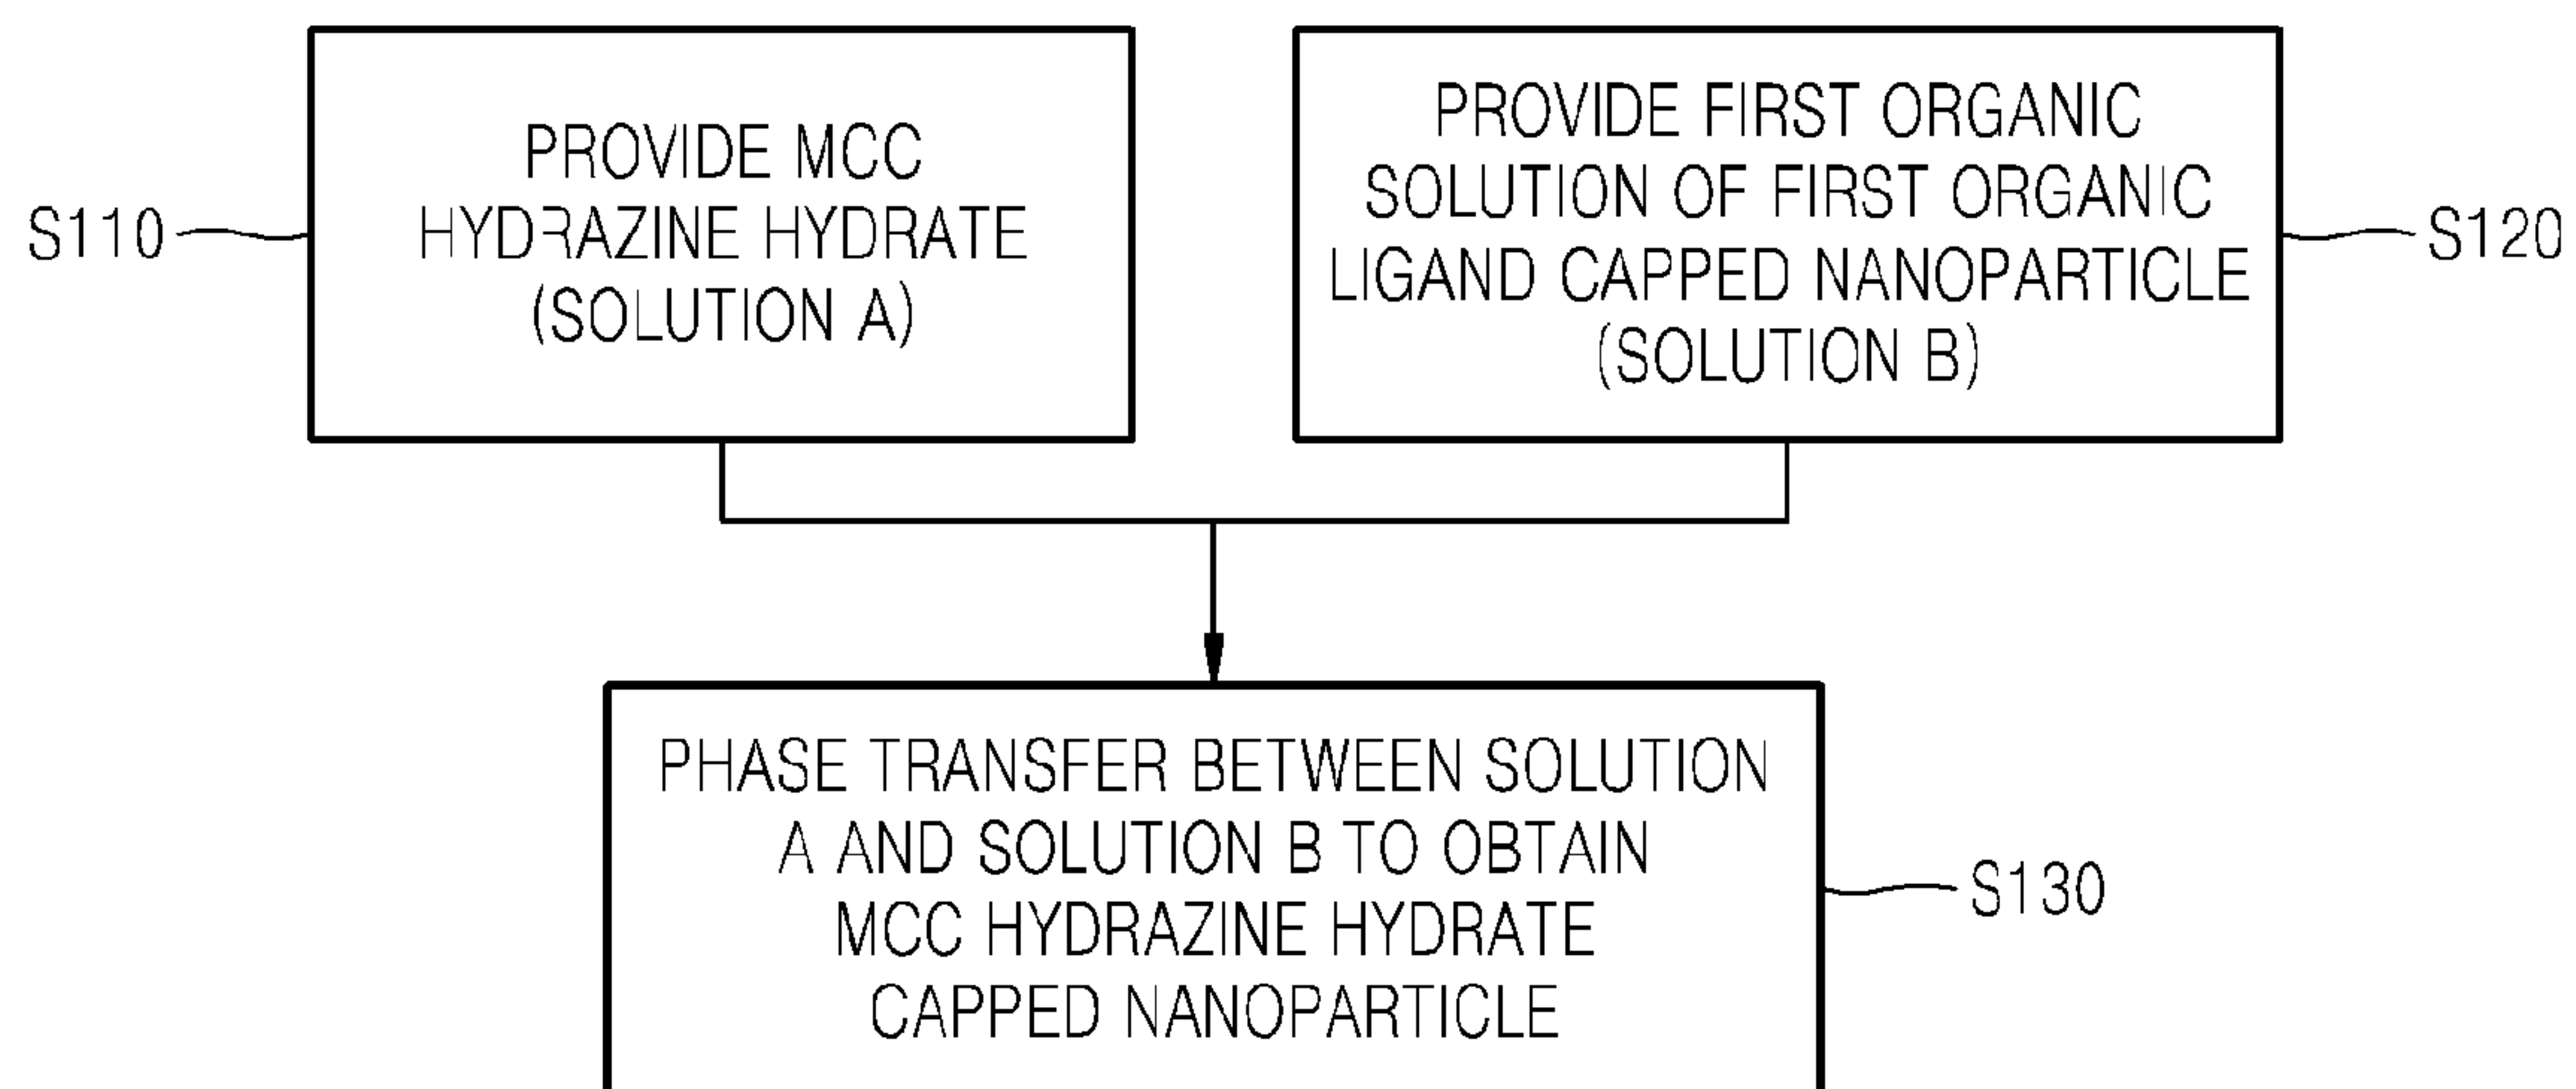 PROVIDE MCC
HYDRAZINE HYDRATE
(SOLUTION A)
S110
PROVIDE FIRST ORGANIC
SOLUTION OF FIRST ORGANIC
LIGAND CAPPED NANOPARTICLE
(SOLUTION B)
S120
PHASE TRANSFER BETWEEN SOLUTION
A AND SOLUTION B TO OBTAIN
MCC HYDRAZINE HYDRATE
CAPPED NANOPARTICLE
S130